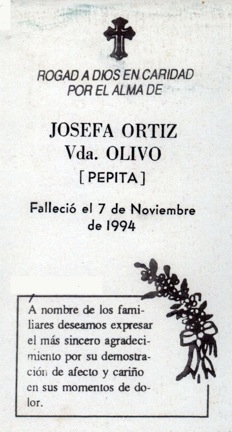 ROGAD A DIOS EN CARIDAD
POR EL ALMA DE
JOSEFA ORTIZ
Vda. OLIVO
[ PEPITA ]
Falleció el 7 de Noviembre
de 1994
A nombre de los fami-
liares deseamos expresar
el más sincero agradeci-
miento por su demostra-
ción de afecto y cariño
en sus momentos de do-
lor.